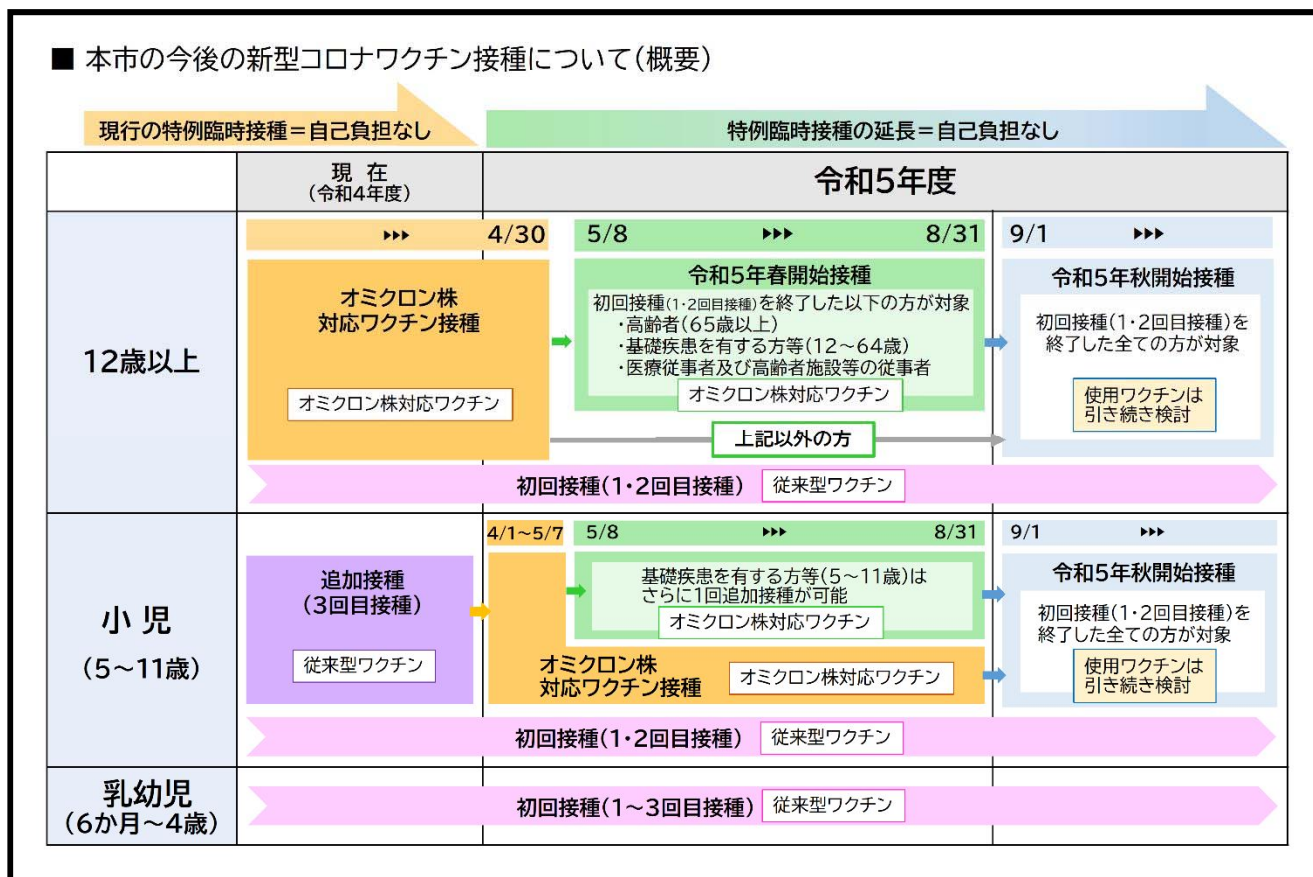 ■ 本市の今後の新型コロナワクチン接種について(概要)
現行の特例臨時接種=自己負担なし
特例臨時接種の延長=自己負担なし
現 在
(令和4年度)
令和5年度
12歳以上
▸▸▸ 4/30
5/8 ▸▸▸ 8/31
9/1 ▸▸▸
オミクロン株
対応ワクチン接種
オミクロン株対応ワクチン
令和5年春開始接種
初回接種(1・2回目接種)を終了した以下の方が対象
・高齢者(65歳以上)
・基礎疾患を有する方等(12~64歳)
・医療従事者及び高齢者施設等の従事者
オミクロン株対応ワクチン
上記以外の方
令和5年秋開始接種
初回接種(1・2回目接種)を
終了した全ての方が対象
使用ワクチンは
引き続き検討
初回接種(1・2回目接種) 従来型ワクチン
小 児
(5~11歳)
4/1~5/7
5/8 ▸▸▸ 8/31
9/1 ▸▸▸
追加接種
(3回目接種)
従来型ワクチン
基礎疾患を有する方等(5~11歳)は
さらに1回追加接種が可能
オミクロン株対応ワクチン
オミクロン株
対応ワクチン接種
オミクロン株対応ワクチン
令和5年秋開始接種
初回接種(1・2回目接種)を
終了した全ての方が対象
使用ワクチンは
引き続き検討
初回接種(1・2回目接種) 従来型ワクチン
乳幼児
(6か月~4歳)
初回接種(1~3回目接種) 従来型ワクチン